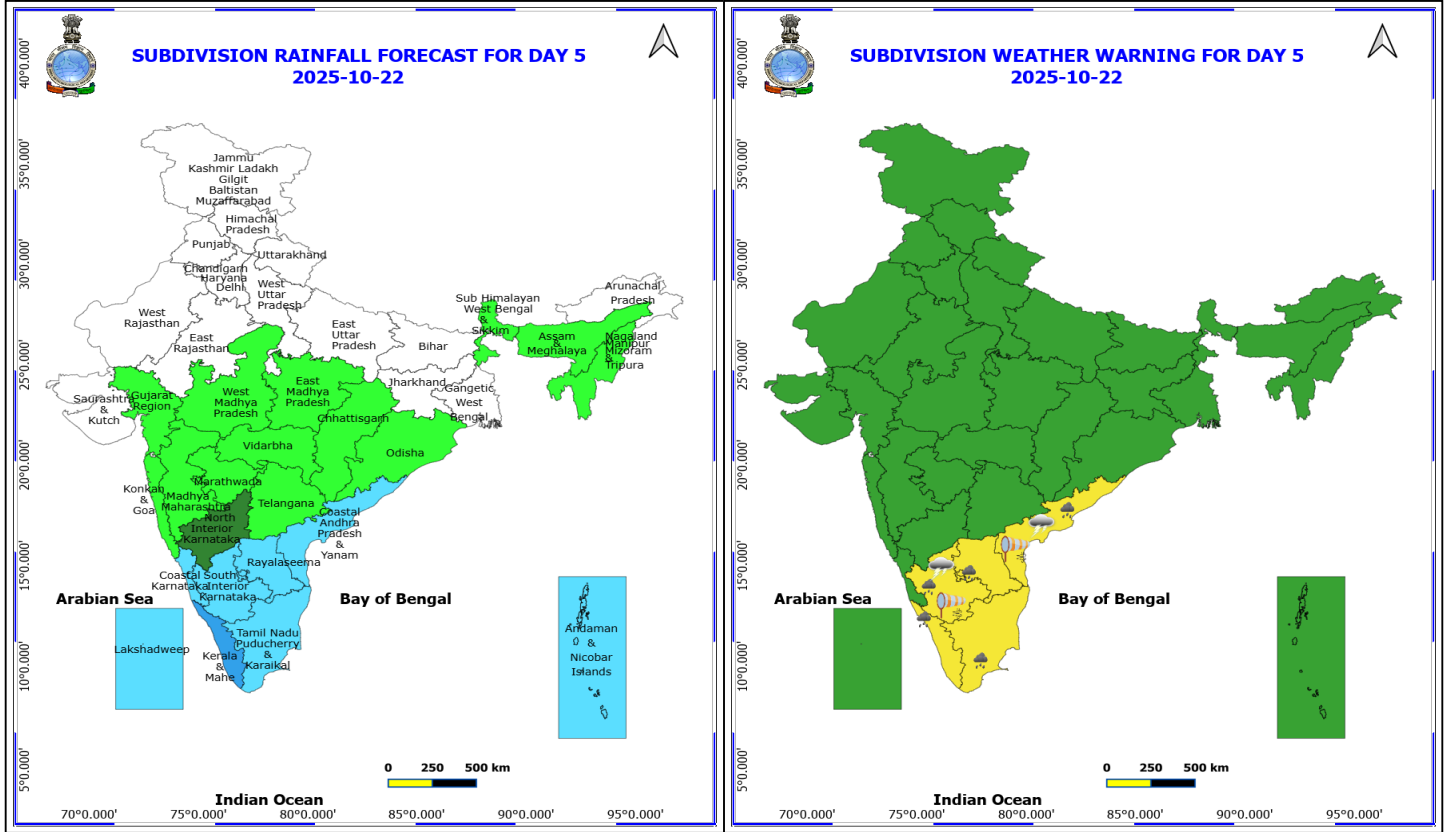 SUBDIVISION RAINFALL FORECAST FOR DAY 5
2025-10-22
40°0.000'
35°0.000'
30°0.000'
25°0.000'
20°0.000'
15°0.000'
10°0.000'
5°0.000'
Jammu
Kashmir Ladakh
Gilgit
Baltistan
Muzaffarabad
Himachal
Pradesh
Punjab
Uttarakhand
Chandigarh
Haryana
Delhi
West
Uttar
Pradesh
Arunachal
Pradesh
Sub Himalayan
West Bengal
&
Sikkim
West
Rajasthan
East
Rajasthan
East
Uttar
Pradesh
Bihar
Assam
&
Meghalaya
Nagaland
Manipur
Mizoram
&
Tripura
Jharkhand
Gangetic
West
Bengal
Saurashtra
&
Kutch
Gujarat
Region
West
Madhya
Pradesh
East
Madhya
Pradesh
Chhattisgarh
Vidarbha
Odisha
Konkan
&
Goa
Madhya
Maharashtra
Marathwada
Telangana
North
Interior
Karnataka
Coastal
Andhra
Pradesh
&
Yanam
Rayalaseema
Coastal
Karnataka
South
Interior
Karnataka
Arabian Sea
Bay of Bengal
Lakshadweep
Kerala
&
Mahe
Tamil Nadu
Puducherry
&
Karaikal
Andaman
&
Nicobar
Islands
0 250 500 km
Indian Ocean
70°0.000' 75°0.000' 80°0.000' 85°0.000' 90°0.000' 95°0.000'
SUBDIVISION WEATHER WARNING FOR DAY 5
2025-10-22
40°0.000'
35°0.000'
30°0.000'
25°0.000'
20°0.000'
15°0.000'
10°0.000'
5°0.000'
Arabian Sea
Bay of Bengal
0 250 500 km
Indian Ocean
70°0.000' 75°0.000' 80°0.000' 85°0.000' 90°0.000' 95°0.000'